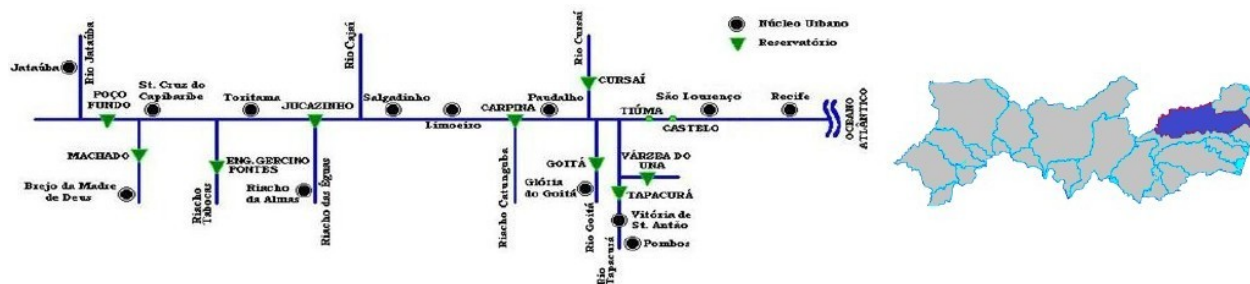 Núcleo Urbano
Reservatório
Jataúba
Rio Jataúba
POÇO
FUNDO
St. Cruz do
Capibaribe
Toritama
JUCAZINHO
Rio Cajaí
Salgadinho
Limoeiro
CARPINA
Paudalho
Rio Cursaí
CURSAÍ
TIÚMA
São Lourenço
CASTELO
Recife
OCEANO
ATLÂNTICO
MACHADO
Brejo da Madre
de Deus
Riacho
Tabocas
ENG. GERCINO
PONTES
Riacho
da Almas
Riacho das Éguas
Riacho Catunguba
GOITÁ
Glória
do Goitá
Rio Goitá
VÁRZEA DO
UNA
TAPACURÁ
Vitória de
St. Antão
Pombos
Rio
Tapacurá